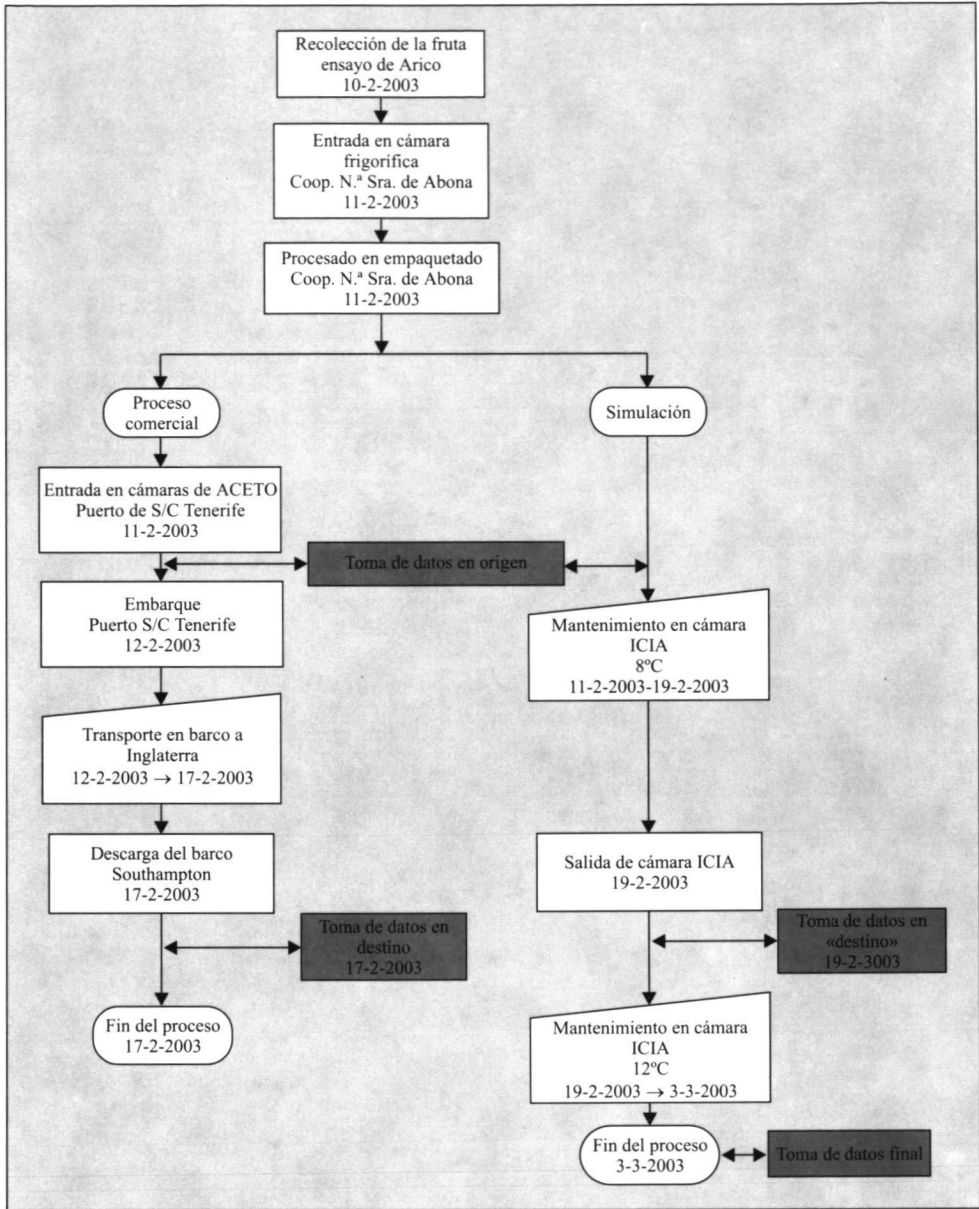 Recolección de la fruta
ensayo de Arico
10-2-2003
Entrada en cámara
frigorífica
Coop. N.ª Sra. de Abona
11-2-2003
Procesado en empaquetado
Coop. N.ª Sra. de Abona
11-2-2003
Proceso
comercial
Simulación
Entrada en cámaras de ACETO
Puerto de S/C Tenerife
11-2-2003
Toma de datos en origen
Embarque
Puerto S/C Tenerife
12-2-2003
Mantenimiento en cámara
ICIA
8ºC
11-2-2003-19-2-2003
Transporte en barco a
Inglaterra
12-2-2003 → 17-2-2003
Descarga del barco
Southampton
17-2-2003
Salida de cámara ICIA
19-2-2003
Toma de datos en
destino
17-2-2003
Toma de datos en
«destino»
19-2-3003
Fin del proceso
17-2-2003
Mantenimiento en cámara
ICIA
12ºC
19-2-2003 → 3-3-2003
Fin del proceso
3-3-2003
Toma de datos final